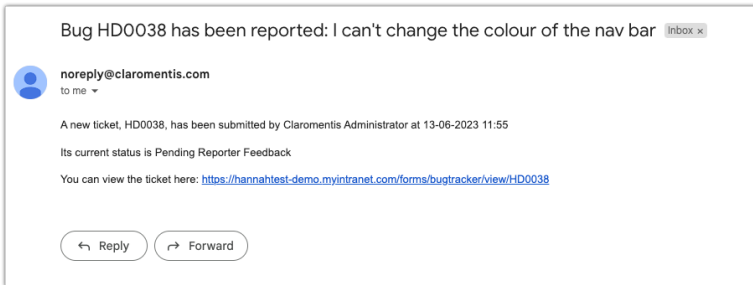 Bug HD0038 has been reported: I can't change the colour of the nav bar Inbox ×
noreply@claromentis.com
to me
A new ticket, HD0038, has been submitted by Claromentis Administrator at 13-06-2023 11:55
Its current status is Pending Reporter Feedback
You can view the ticket here: https://hannahtest-demo.myintranet.com/forms/bugtracker/view/HD0038
Reply Forward